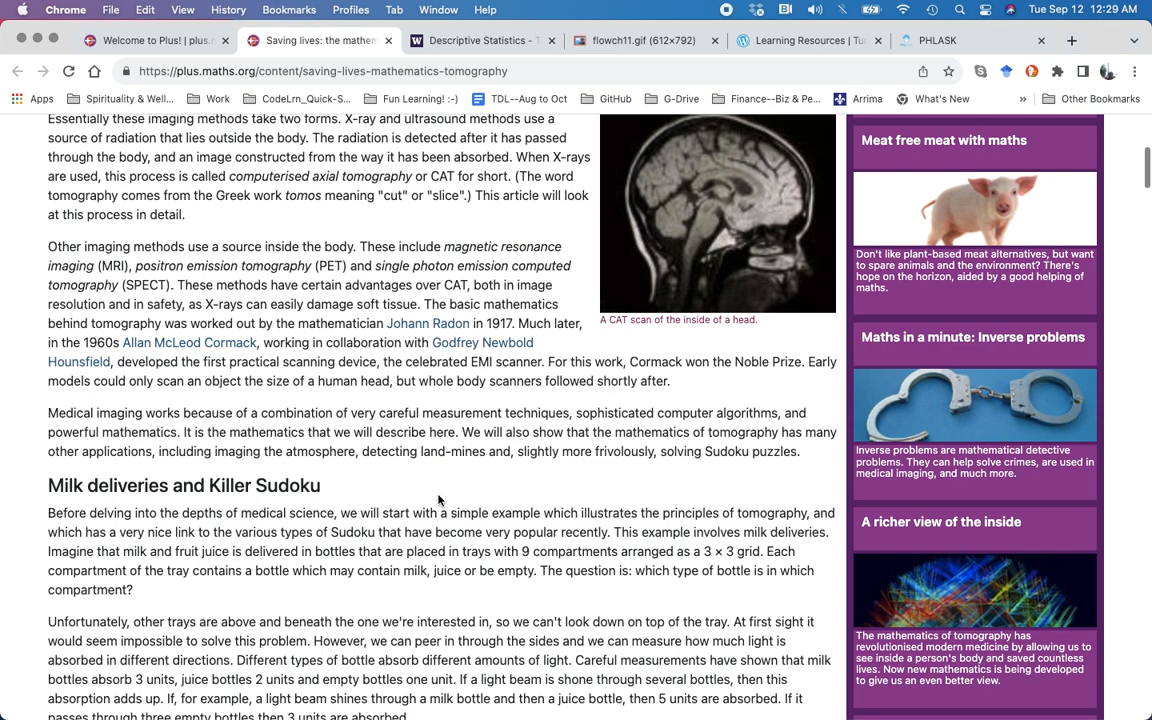 Chrome File Edit View History Bookmarks Profiles Tab Window Help
Tue Sep 12 12:29 AM
Welcome to Plus! | plus.r
Saving lives: the mathem
Descriptive Statistics - T
flowch11.gif (612×792)
Learning Resources | Tur
PHLASK
https://plus.maths.org/content/saving-lives-mathematics-tomography
Apps
Spirituality & Well...
Work
CodeLrn_Quick-S...
Fun Learning! :-)
TDL--Aug to Oct
GitHub
G-Drive
Finance--Biz & Pe...
Arrima
What's New
»
Other Bookmarks
Essentially these imaging methods take two forms. X-ray and ultrasound methods use a
source of radiation that lies outside the body. The radiation is detected after it has passed
through the body, and an image constructed from the way it has been absorbed. When X-rays
are used, this process is called computerised axial tomography or CAT for short. (The word
tomography comes from the Greek work tomos meaning "cut" or "slice".) This article will look
at this process in detail.
A CAT scan of the inside of a head.
Other imaging methods use a source inside the body. These include magnetic resonance
imaging (MRI), positron emission tomography (PET) and single photon emission computed
tomography (SPECT). These methods have certain advantages over CAT, both in image
resolution and in safety, as X-rays can easily damage soft tissue. The basic mathematics
behind tomography was worked out by the mathematician Johann Radon in 1917. Much later,
in the 1960s Allan McLeod Cormack, working in collaboration with Godfrey Newbold
Hounsfield, developed the first practical scanning device, the celebrated EMI scanner. For this work, Cormack won the Noble Prize. Early
models could only scan an object the size of a human head, but whole body scanners followed shortly after.
Medical imaging works because of a combination of very careful measurement techniques, sophisticated computer algorithms, and
powerful mathematics. It is the mathematics that we will describe here. We will also show that the mathematics of tomography has many
other applications, including imaging the atmosphere, detecting land-mines and, slightly more frivolously, solving Sudoku puzzles.
Milk deliveries and Killer Sudoku
Before delving into the depths of medical science, we will start with a simple example which illustrates the principles of tomography, and
which has a very nice link to the various types of Sudoku that have become very popular recently. This example involves milk deliveries.
Imagine that milk and fruit juice is delivered in bottles that are placed in trays with 9 compartments arranged as a 3 × 3 grid. Each
compartment of the tray contains a bottle which may contain milk, juice or be empty. The question is: which type of bottle is in which
compartment?
Unfortunately, other trays are above and beneath the one we're interested in, so we can't look down on top of the tray. At first sight it
would seem impossible to solve this problem. However, we can peer in through the sides and we can measure how much light is
absorbed in different directions. Different types of bottle absorb different amounts of light. Careful measurements have shown that milk
bottles absorb 3 units, juice bottles 2 units and empty bottles one unit. If a light beam is shone through several bottles, then this
absorption adds up. If, for example, a light beam shines through a milk bottle and then a juice bottle, then 5 units are absorbed. If it
passes through three empty bottles then 3 units are absorbed.
Meat free meat with maths
Don't like plant-based meat alternatives, but want
to spare animals and the environment? There's
hope on the horizon, aided by a good helping of
maths.
Maths in a minute: Inverse problems
Inverse problems are mathematical detective
problems. They can help solve crimes, are used in
medical imaging, and much more.
A richer view of the inside
The mathematics of tomography has
revolutionised modern medicine by allowing us to
see inside a person's body and saved countless
lives. Now new mathematics is being developed
to give us an even better view.